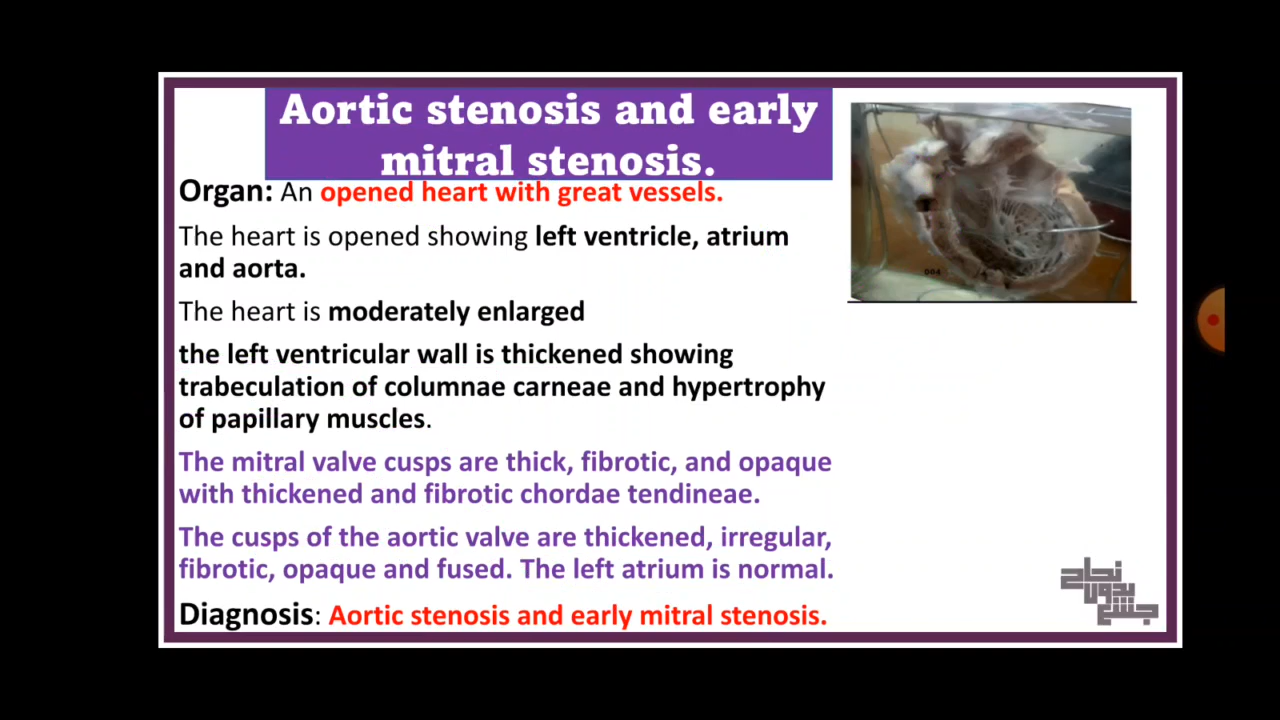 Aortic stenosis and early
mitral stenosis.
Organ: An opened heart with great vessels.
The heart is opened showing left ventricle, atrium
and aorta.
The heart is moderately enlarged
the left ventricular wall is thickened showing
trabeculation of columnae carneae and hypertrophy
of papillary muscles.
The mitral valve cusps are thick, fibrotic, and opaque
with thickened and fibrotic chordae tendineae.
The cusps of the aortic valve are thickened, irregular,
fibrotic, opaque and fused. The left atrium is normal.
Diagnosis: Aortic stenosis and early mitral stenosis.
004
نجاح
بدون
جشع